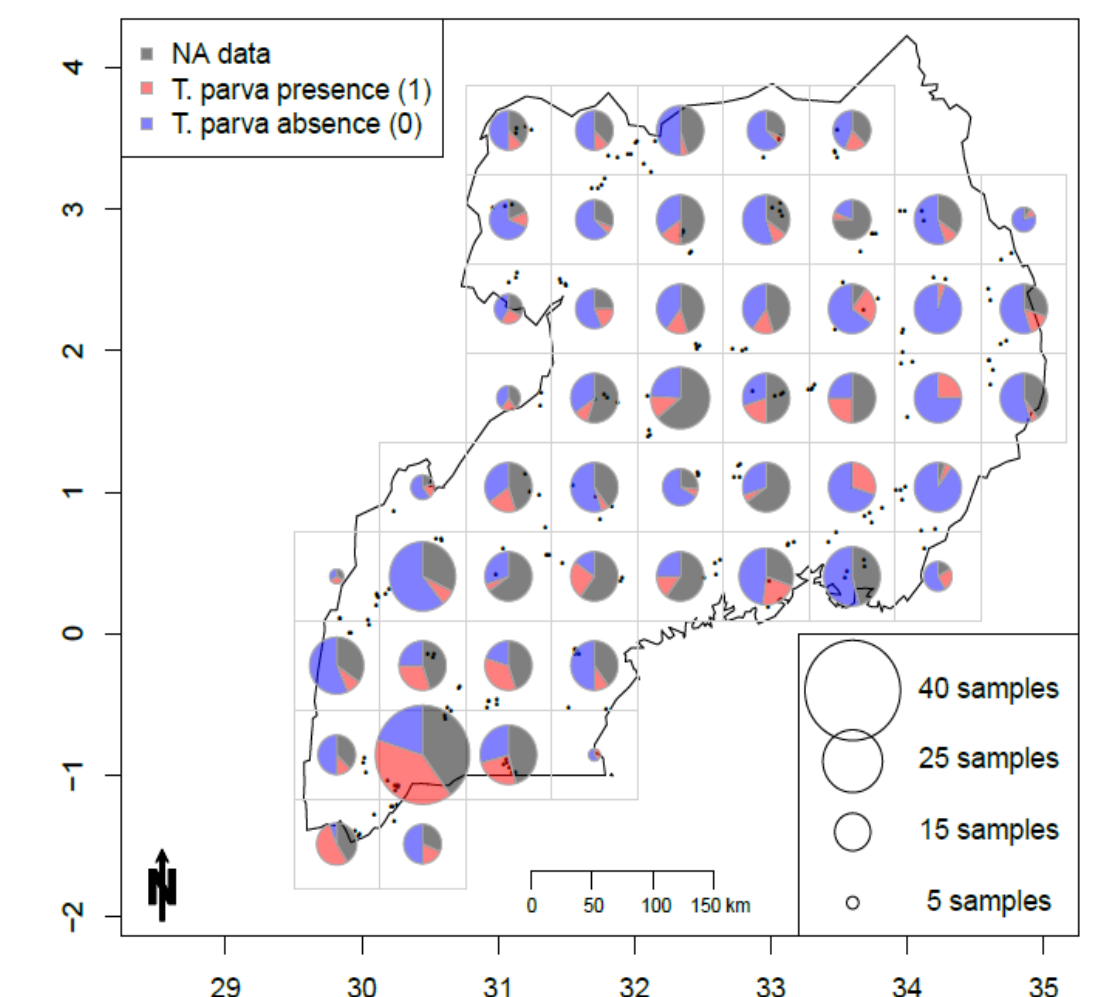 NA data
T. parva presence (1)
T. parva absence (0)
4
3
2
1
0
−1
−2
40 samples
25 samples
15 samples
5 samples
N
0 50 100 150 km
29 30 31 32 33 34 35